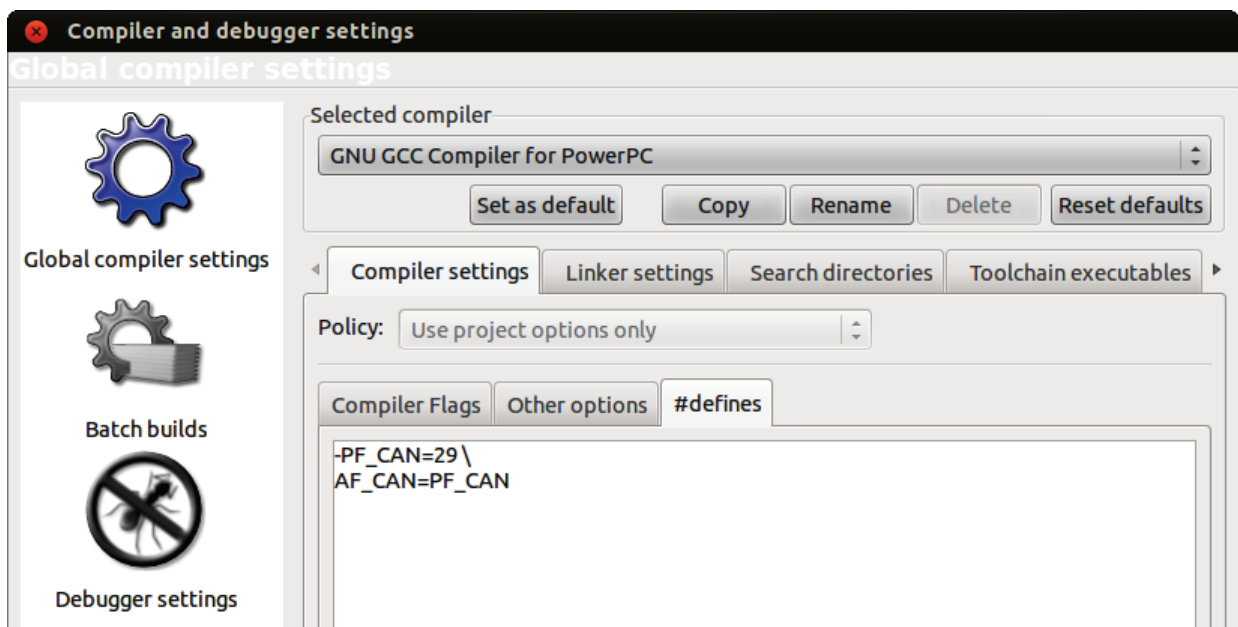 Compiler and debugger settings
Global compiler settings
Selected compiler
GNU GCC Compiler for PowerPC
Set as default Copy Rename Delete Reset defaults
Global compiler settings
Compiler settings Linker settings Search directories Toolchain executables
Policy: Use project options only
Batch builds
Compiler Flags Other options #defines
-PF_CAN=29 \
AF_CAN=PF_CAN
Debugger settings